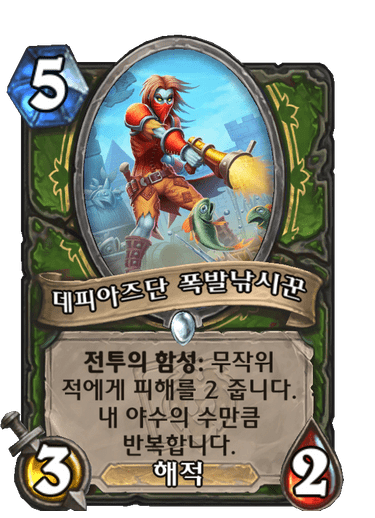 5
데피아즈단 폭발낚시꾼
전투의 함성: 무작위
적에게 피해를 2 줍니다.
내 야수의 수만큼
반복합니다.
3
해적
2